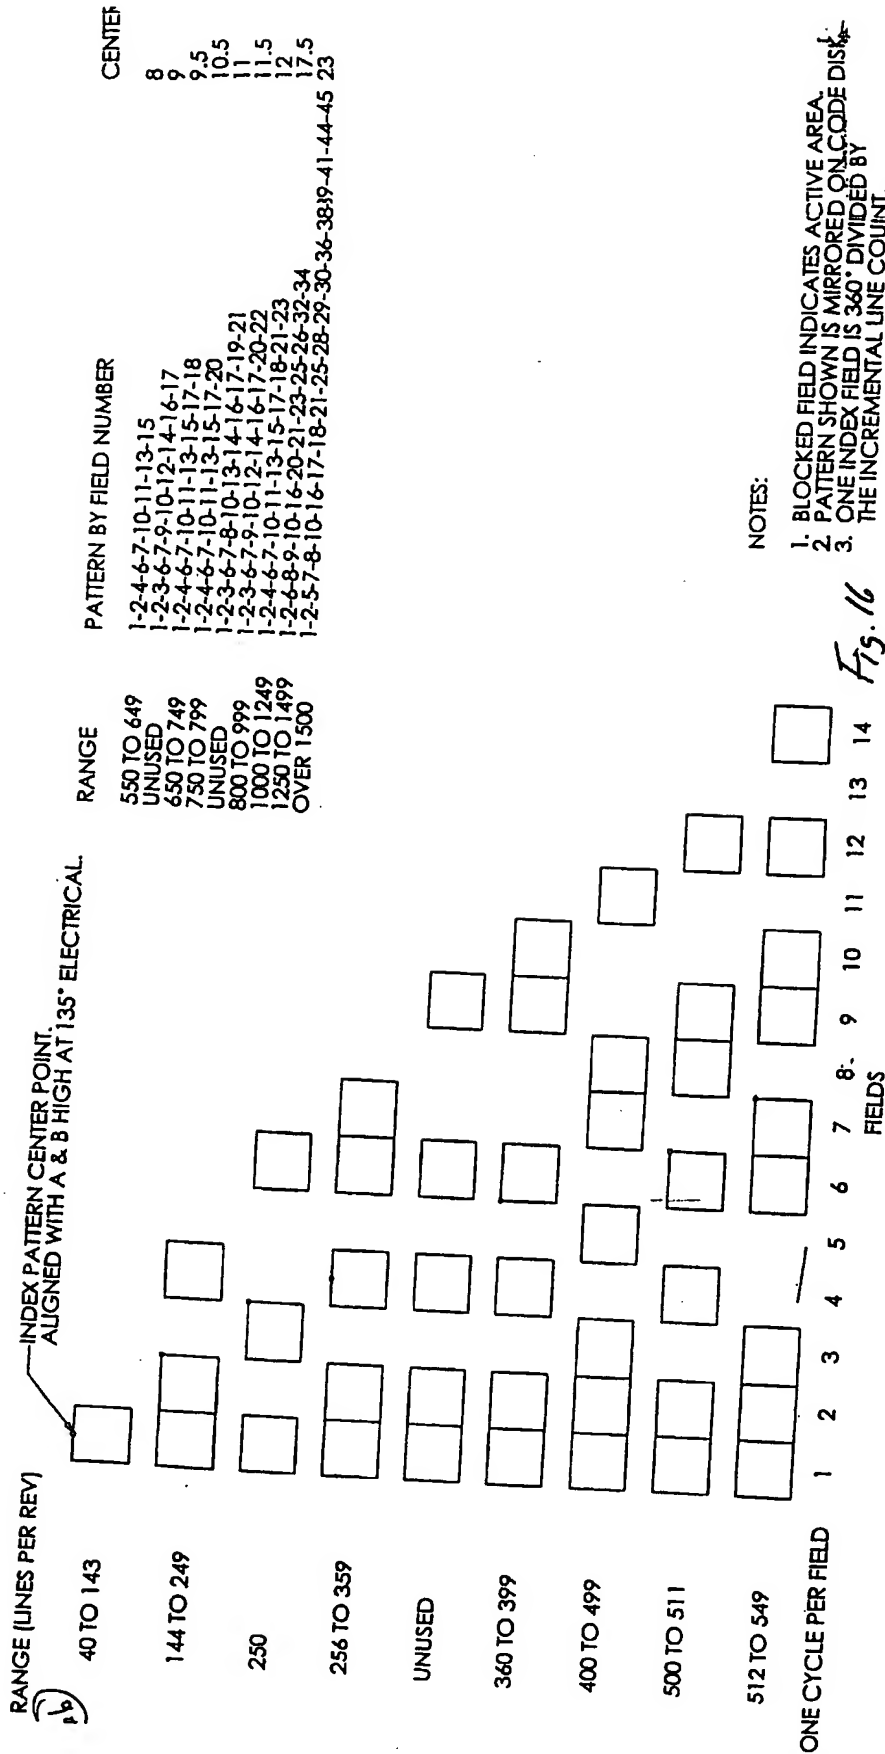 RANGE (LINES PER REV)
40 TO 143
144 TO 249
250
256 TO 359
UNUSED
360 TO 399
400 TO 499
500 TO 511
512 TO 549
ONE CYCLE PER FIELD
INDEX PATTERN CENTER POINT.
ALIGNED WITH A & B HIGH AT 135° ELECTRICAL.
1 2 3 4 5 6 7 8 9 10 11 12 13 14
FIELDS
RANGE PATTERN BY FIELD NUMBER CENTER
550 TO 649 1-2-4-6-7-10-11-13-15 8
UNUSED 1-2-3-6-7-9-10-12-14-16-17 9
650 TO 749 1-2-4-6-7-10-11-13-15-17-18 9.5
750 TO 799 1-2-4-6-7-10-11-13-15-17-20 10.5
UNUSED 1-2-3-6-7-8-10-13-14-16-17-19-21 11
800 TO 999 1-2-3-6-7-9-10-12-14-16-17-20-22 11.5
1000 TO 1249 1-2-4-6-7-10-11-13-15-17-18-21-23 12
1250 TO 1499 1-2-6-8-9-10-16-20-21-23-25-26-32-34 17.5
OVER 1500 1-2-5-7-8-10-16-17-18-21-25-28-29-30-36-38-39-41-44-45 23
NOTES:
1. BLOCKED FIELD INDICATES ACTIVE AREA.
2. PATTERN SHOWN IS MIRRORED ON CODE DISK.
3. ONE INDEX FIELD IS 360° DIVIDED BY
THE INCREMENTAL LINE COUNT.
Fig. 16